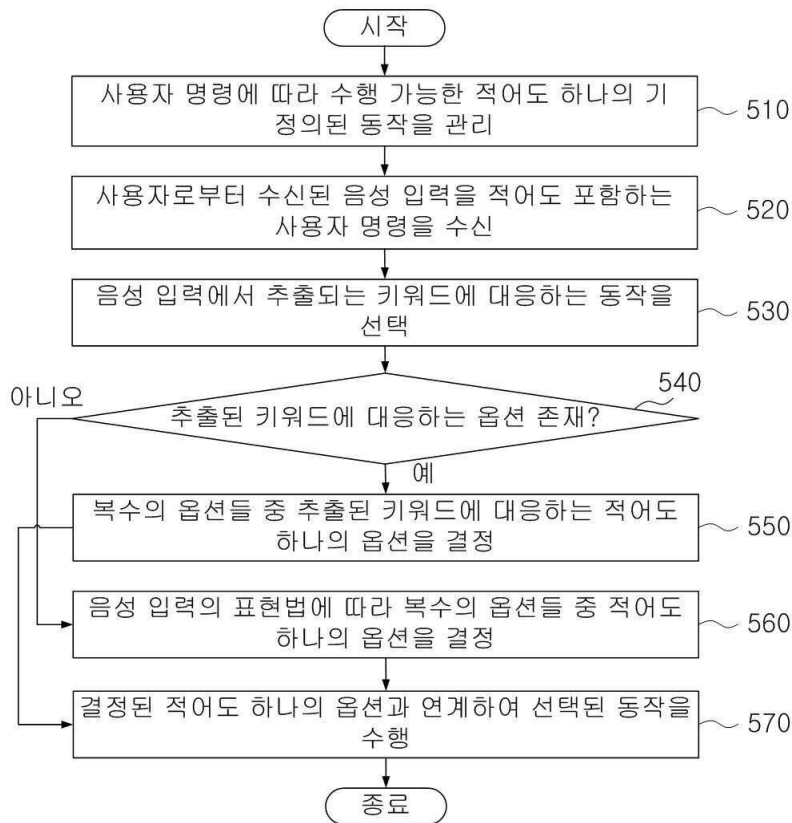 시작
사용자 명령에 따라 수행 가능한 적어도 하나의 기
정의된 동작을 관리
510
사용자로부터 수신된 음성 입력을 적어도 포함하는
사용자 명령을 수신
520
음성 입력에서 추출되는 키워드에 대응하는 동작을
선택
530
540
아니오
추출된 키워드에 대응하는 옵션 존재?
예
복수의 옵션들 중 추출된 키워드에 대응하는 적어도
하나의 옵션을 결정
550
음성 입력의 표현법에 따라 복수의 옵션들 중 적어도
하나의 옵션을 결정
560
결정된 적어도 하나의 옵션과 연계하여 선택된 동작을
수행
570
종료